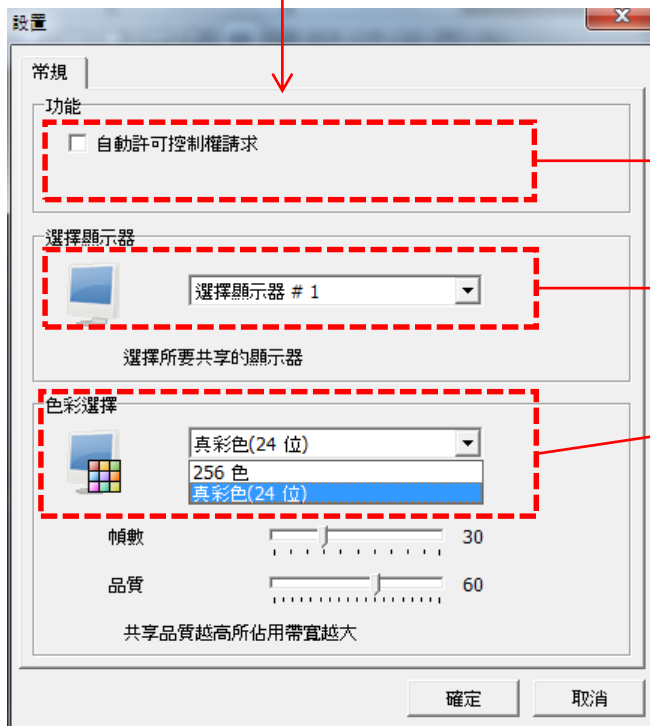 設置
常規
功能
自動許可控制權請求
選擇顯示器
選擇顯示器 # 1
選擇所要共享的顯示器
色彩選擇
真彩色(24 位)
256 色
真彩色(24 位)
幀數 30
品質 60
共享品質越高所佔用帶寬越大
確定 取消